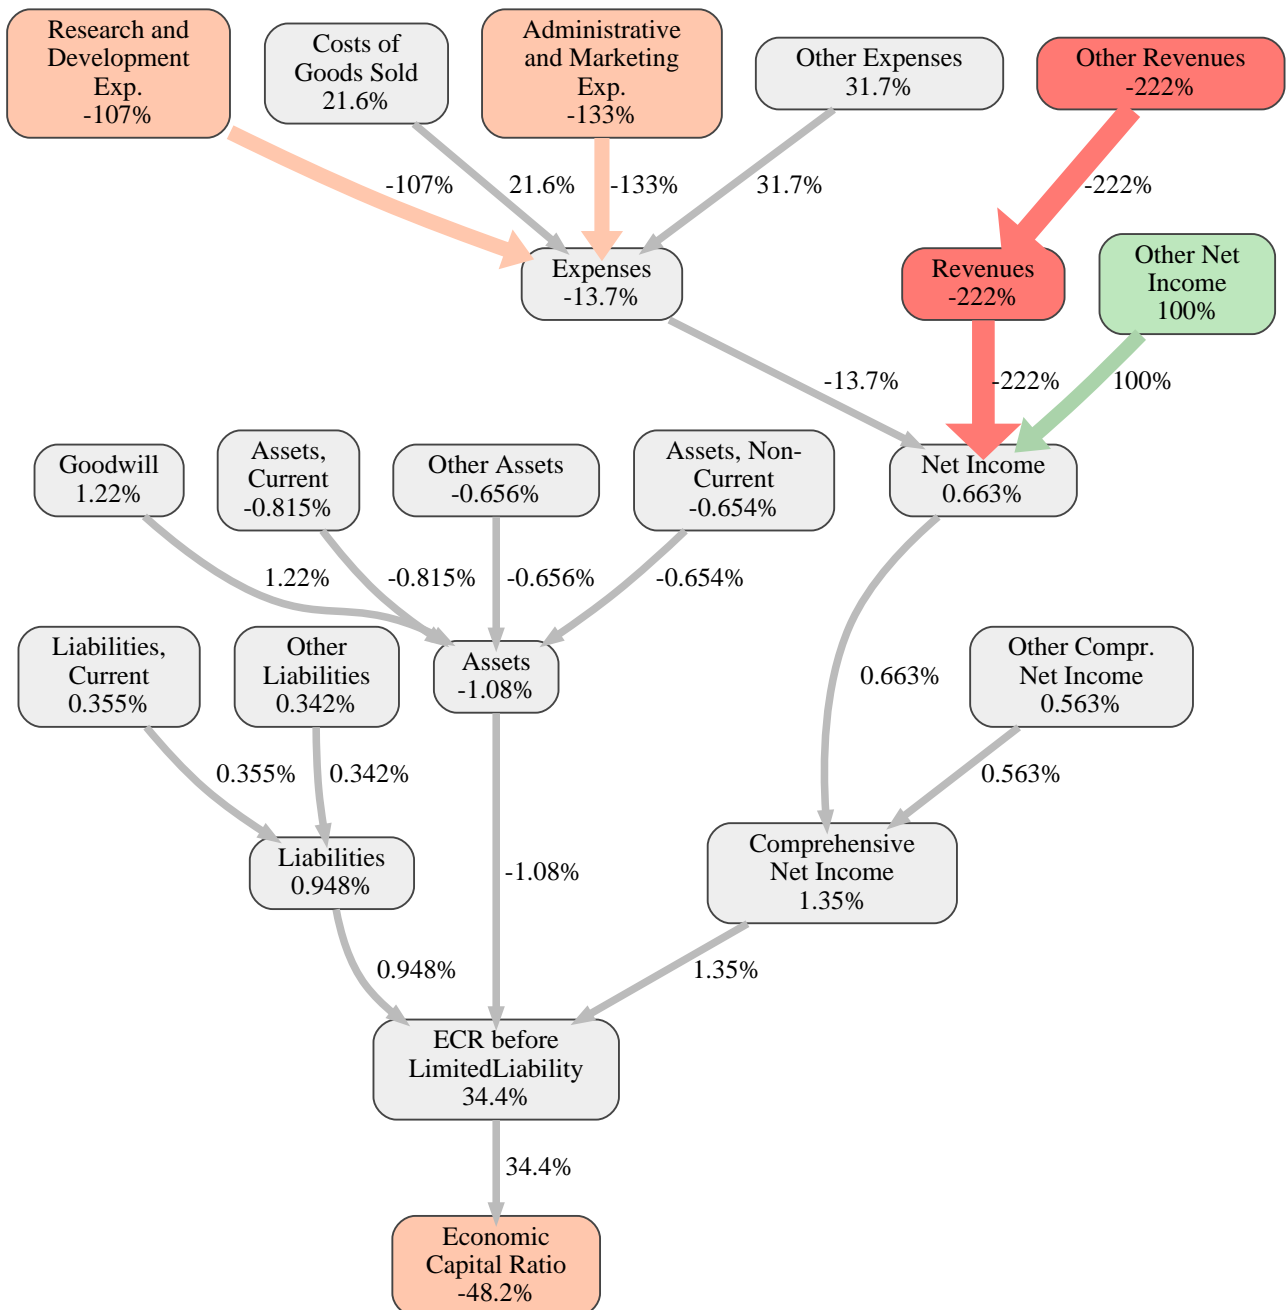 Research and
Development
Exp.
-107%
Costs of
Goods Sold
21.6%
Administrative
and Marketing
Exp.
-133%
Other Expenses
31.7%
Other Revenues
-222%
-107%
21.6%
-133%
31.7%
-222%
Expenses
-13.7%
Revenues
-222%
Other Net
Income
100%
-13.7%
-222%
100%
Goodwill
1.22%
Assets,
Current
-0.815%
Other Assets
-0.656%
Assets, Non-
Current
-0.654%
Net Income
0.663%
1.22%
-0.815%
-0.656%
-0.654%
Liabilities,
Current
0.355%
Other
Liabilities
0.342%
Assets
-1.08%
0.663%
Other Compr.
Net Income
0.563%
0.355%
0.342%
0.563%
Liabilities
0.948%
-1.08%
Comprehensive
Net Income
1.35%
0.948%
1.35%
ECR before
LimitedLiability
34.4%
34.4%
Economic
Capital Ratio
-48.2%